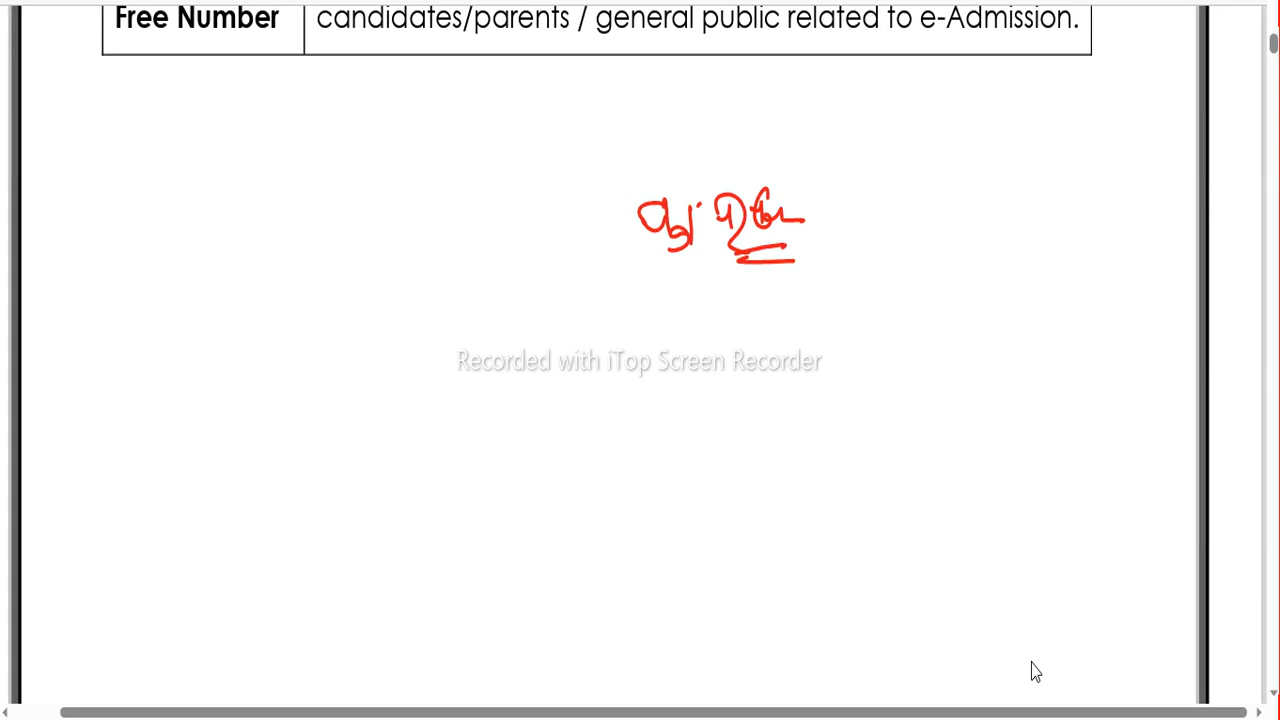 Free Number candidates/parents / general public related to e-Admission.
Recorded with iTop Screen Recorder